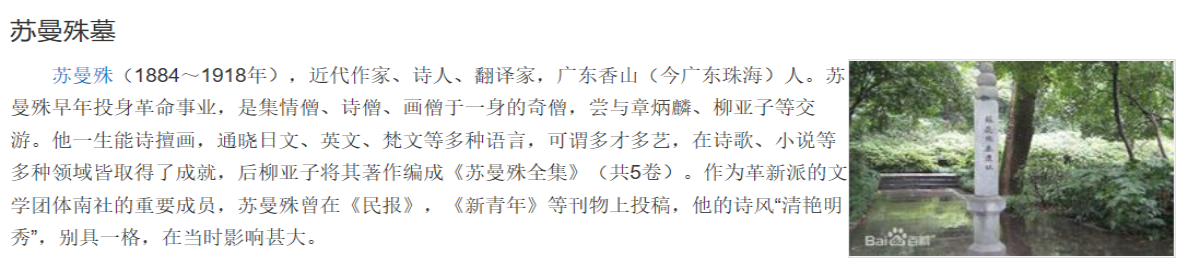 苏曼殊墓
苏曼殊（1884～1918年），近代作家、诗人、翻译家，广东香山（今广东珠海）人。苏
曼殊早年投身革命事业，是集情僧、诗僧、画僧于一身的奇僧，尝与章炳麟、柳亚子等交
游。他一生能诗擅画，通晓日文、英文、梵文等多种语言，可谓多才多艺，在诗歌、小说等
多种领域皆取得了成就，后柳亚子将其著作编成《苏曼殊全集》（共5卷）。作为革新派的文
学团体南社的重要成员，苏曼殊曾在《民报》，《新青年》等刊物上投稿，他的诗风“清艳明
秀”，别具一格，在当时影响甚大。
苏曼殊墓遗址
Bai百科